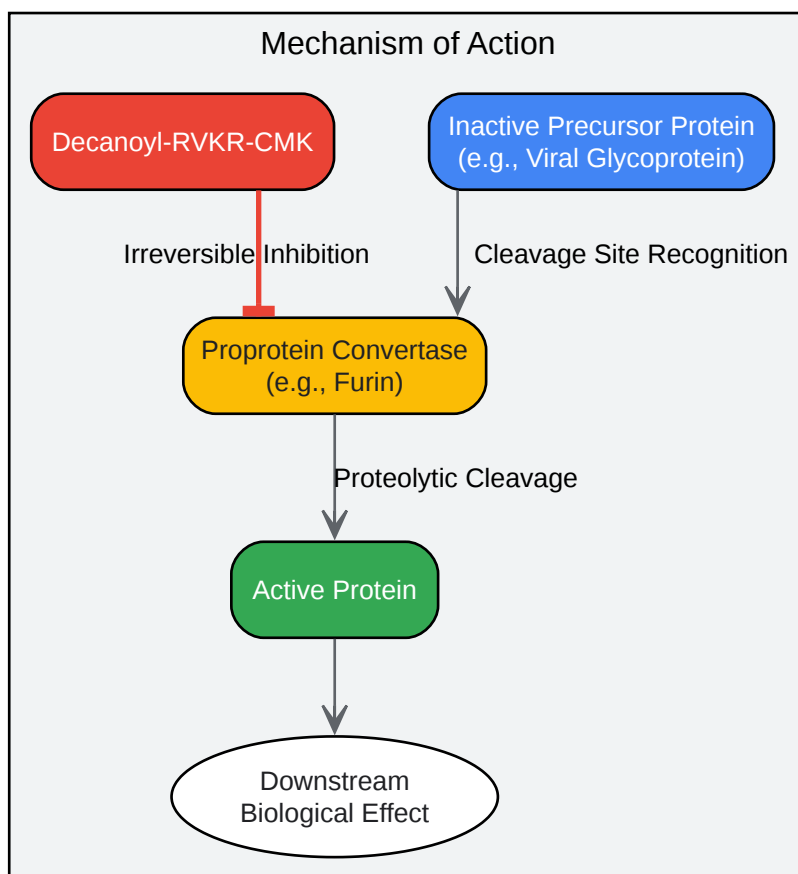 Mechanism of Action
Decanoyl-RVKR-CMK
Inactive Precursor Protein
(e.g., Viral Glycoprotein)
Irreversible Inhibition
Cleavage Site Recognition
Proprotein Convertase
(e.g., Furin)
Proteolytic Cleavage
Active Protein
Downstream
Biological Effect